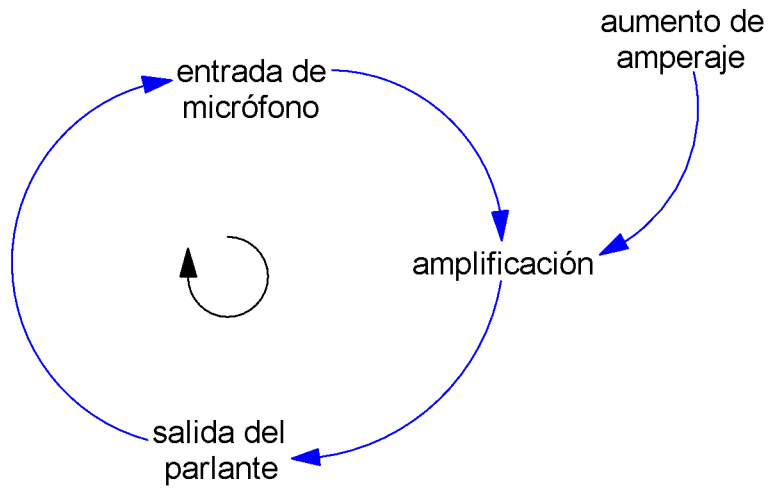 aumento de
amperaje
entrada de
micrófono
amplificación
salida del
parlante